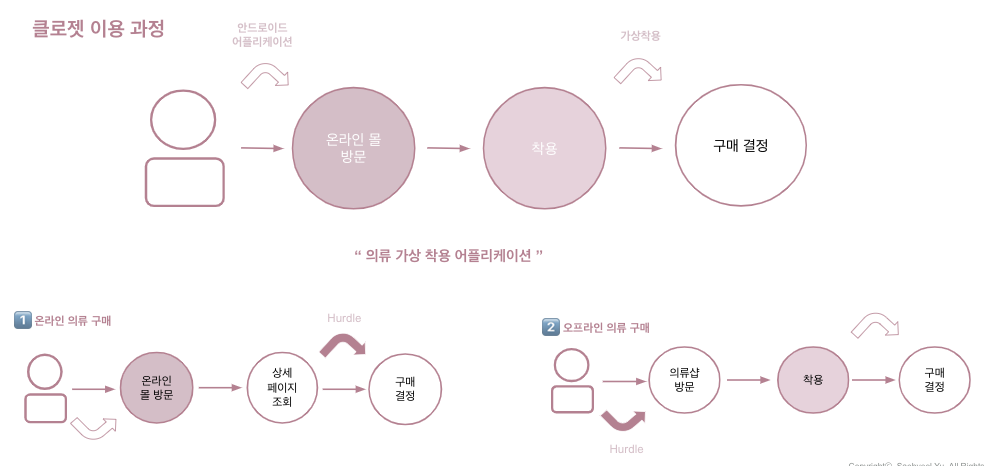 클로젯 이용 과정
안드로이드
어플리케이션
가상착용
온라인 몰
방문
착용
구매 결정
“ 의류 가상 착용 어플리케이션 ”
1 온라인 의류 구매
Hurdle
온라인
몰 방문
상세
페이지
조회
구매
결정
2 오프라인 의류 구매
의류샵
방문
착용
구매
결정
Hurdle